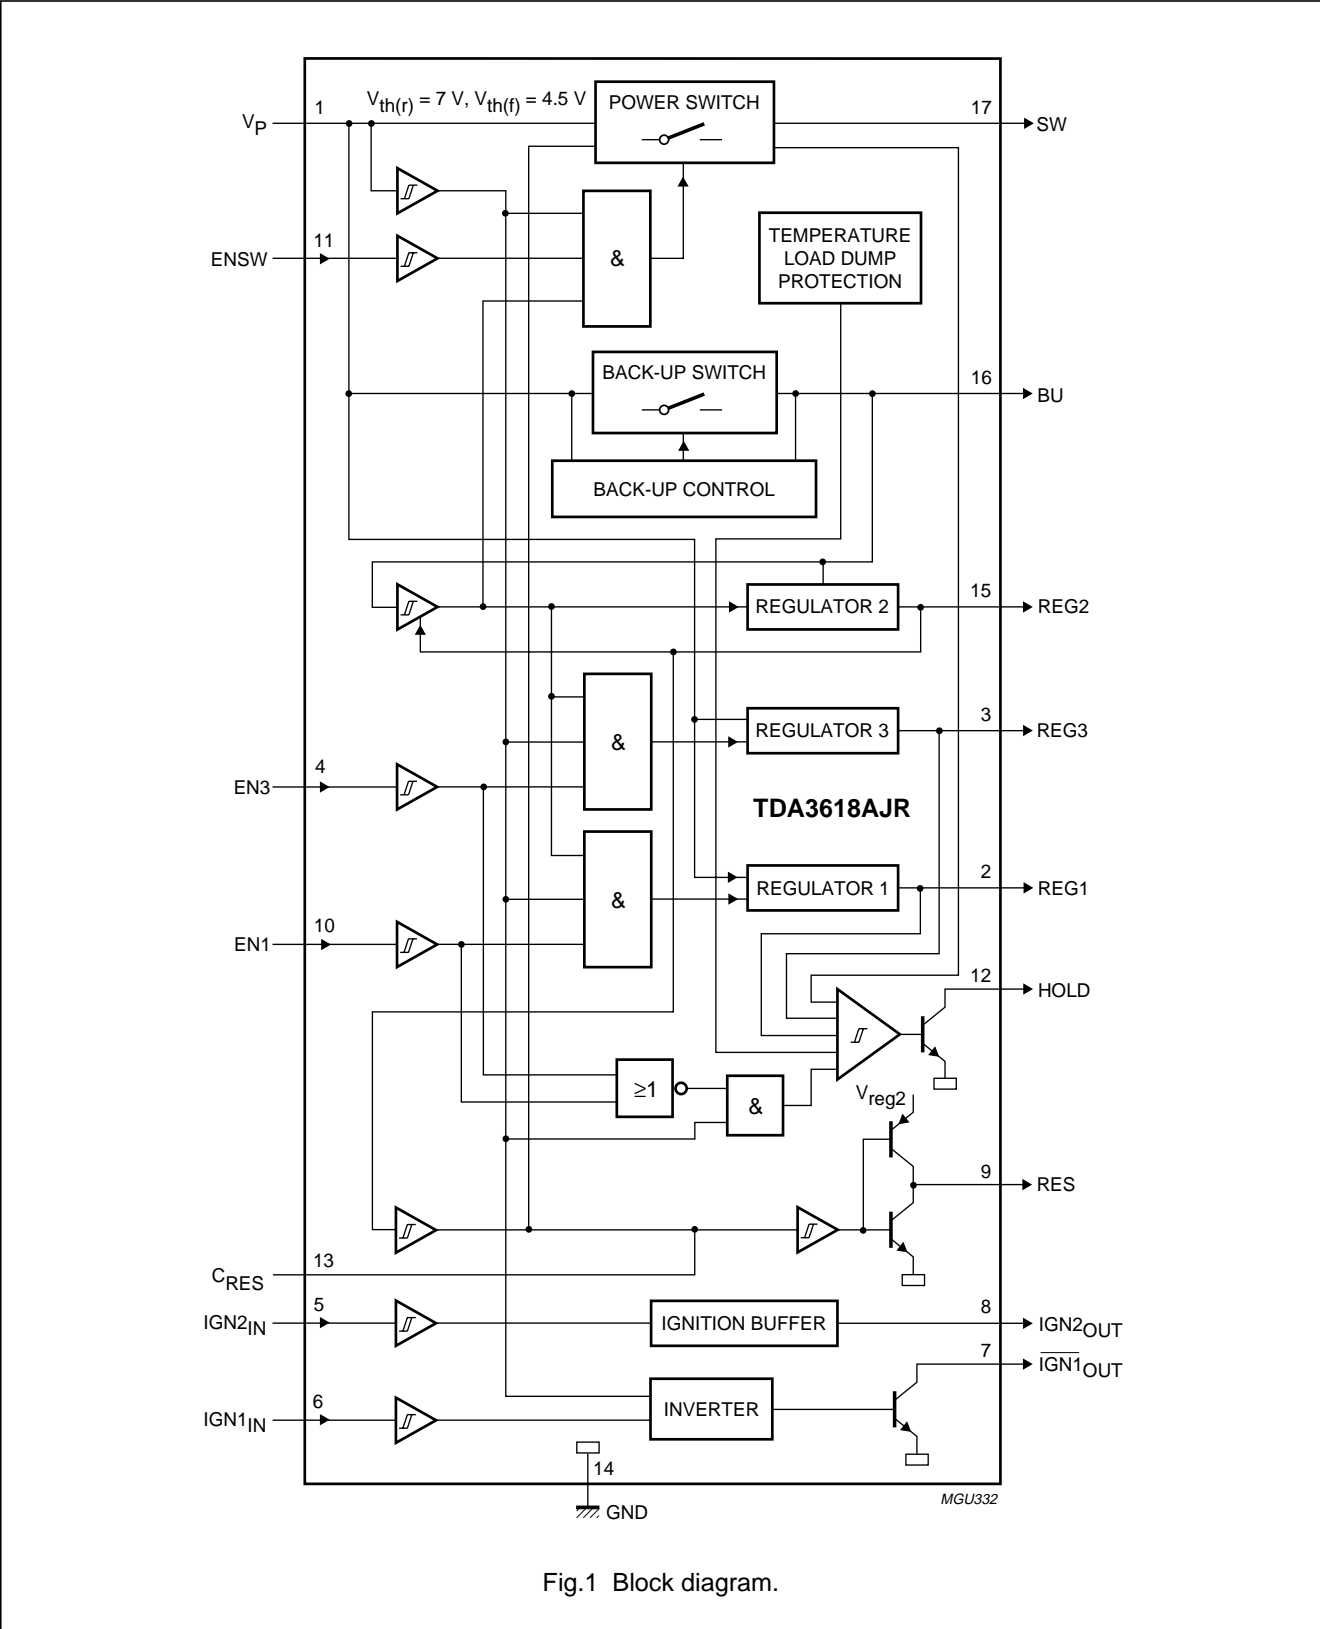 V_th(r) = 7 V, V_th(f) = 4.5 V
POWER SWITCH
V_P
1
17
SW
ENSW
11
&
TEMPERATURE
LOAD DUMP
PROTECTION
BACK-UP SWITCH
16
BU
BACK-UP CONTROL
REGULATOR 2
15
REG2
&
REGULATOR 3
3
REG3
EN3
4
TDA3618AJR
&
REGULATOR 1
2
REG1
EN1
10
12
HOLD
≥1
&
V_reg2
9
RES
C_RES
13
IGN2_IN
5
IGNITION BUFFER
8
IGN2_OUT
7
I̅G̅N̅1̅_OUT
IGN1_IN
6
INVERTER
14
GND
MGU332
Fig.1 Block diagram.